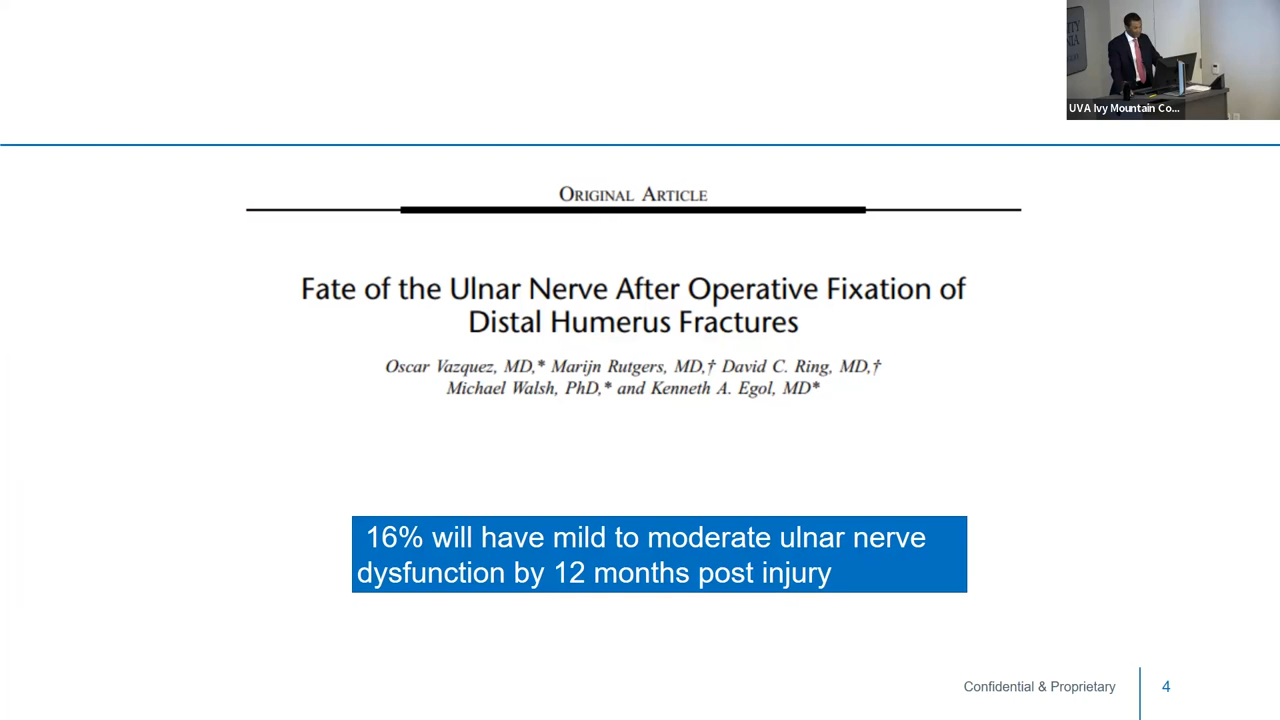 UVA Ivy Mountain Co...
ORIGINAL ARTICLE
Fate of the Ulnar Nerve After Operative Fixation of
Distal Humerus Fractures
Oscar Vazquez, MD,* Marijn Rutgers, MD,† David C. Ring, MD,†
Michael Walsh, PhD,* and Kenneth A. Egol, MD*
16% will have mild to moderate ulnar nerve
dysfunction by 12 months post injury
Confidential & Proprietary
4